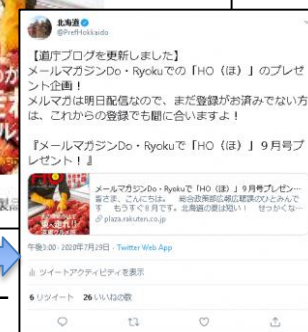 北海道
@PrefHokkaido
【道庁ブログを更新しました】
メールマガジンDo・Ryokuでの「HO（ほ）」のプレゼ
ント企画！
メルマガは明日配信なので、まだ登録がお済みでない方
は、これからの登録でも間に合いますよ！
『メールマガジンDo・Ryokuで「HO（ほ）」９月号プ
レゼント！』
メールマガジンDo・Ryokuで「HO（ほ）」９月号プレゼン…
皆さま、こんにちは。 総合政策部広報広聴課のひとみんで
す もうすぐ８月です。北海道の夏は短い！ せっかくな…
plaza.rakuten.co.jp
午後3:00 · 2020年7月29日 · Twitter Web App
ツイートアクティビティを表示
6 リツイート 26 いいねの数